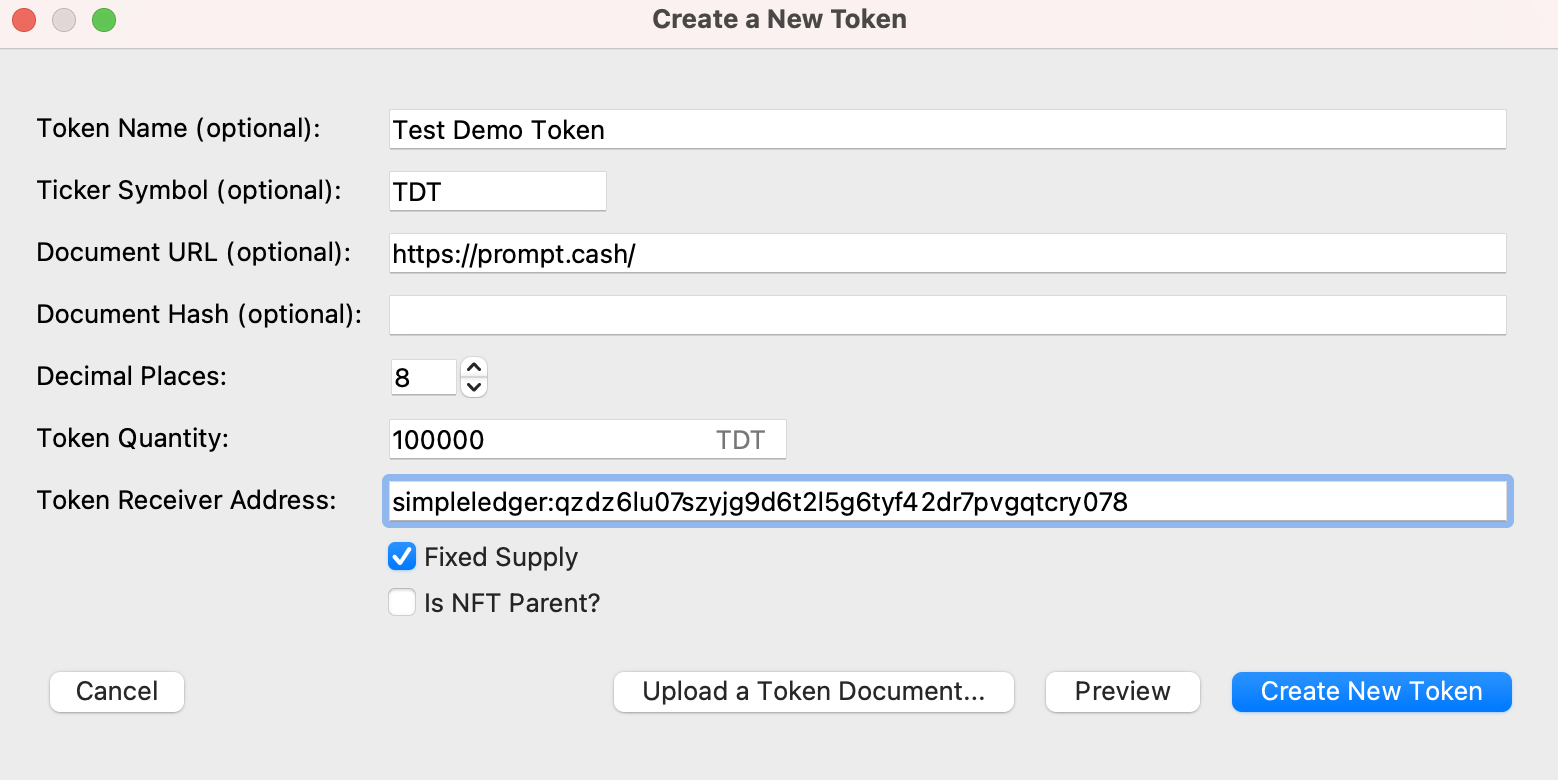 Create a New Token
Token Name (optional): Test Demo Token
Ticker Symbol (optional): TDT
Document URL (optional): https://prompt.cash/
Document Hash (optional):
Decimal Places: 8
Token Quantity: 100000 TDT
Token Receiver Address: simpleledger:qzdz6lu07szyjg9d6t2l5g6tyf42dr7pvgqtcry078
Fixed Supply
Is NFT Parent?
Cancel Upload a Token Document... Preview Create New Token